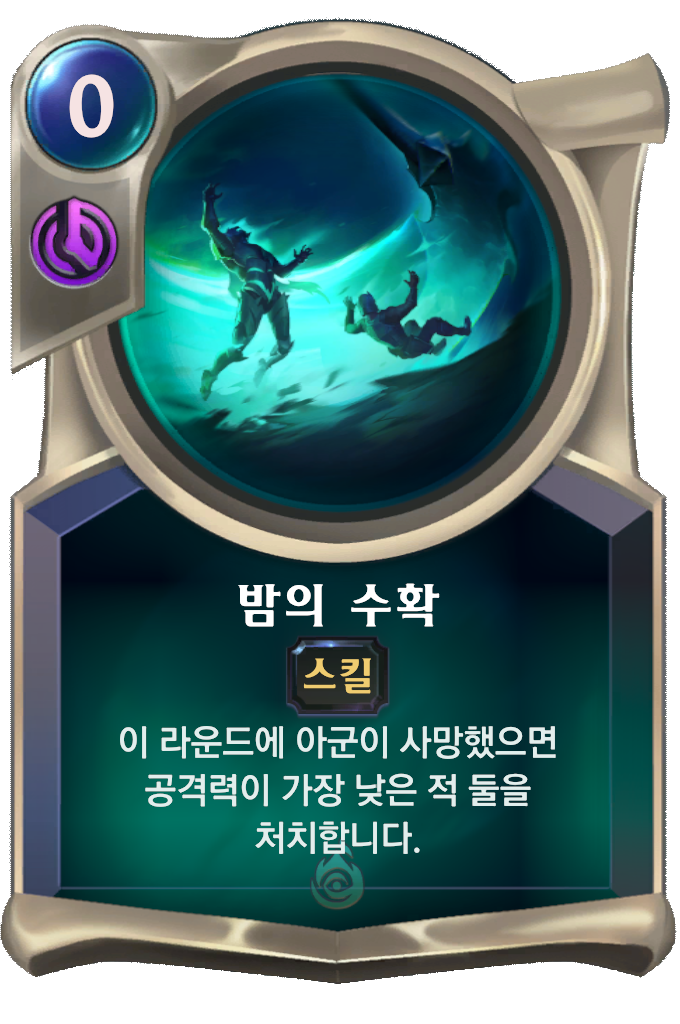 0
밤의 수확
스킬
이 라운드에 아군이 사망했으면
공격력이 가장 낮은 적 둘을
처치합니다.